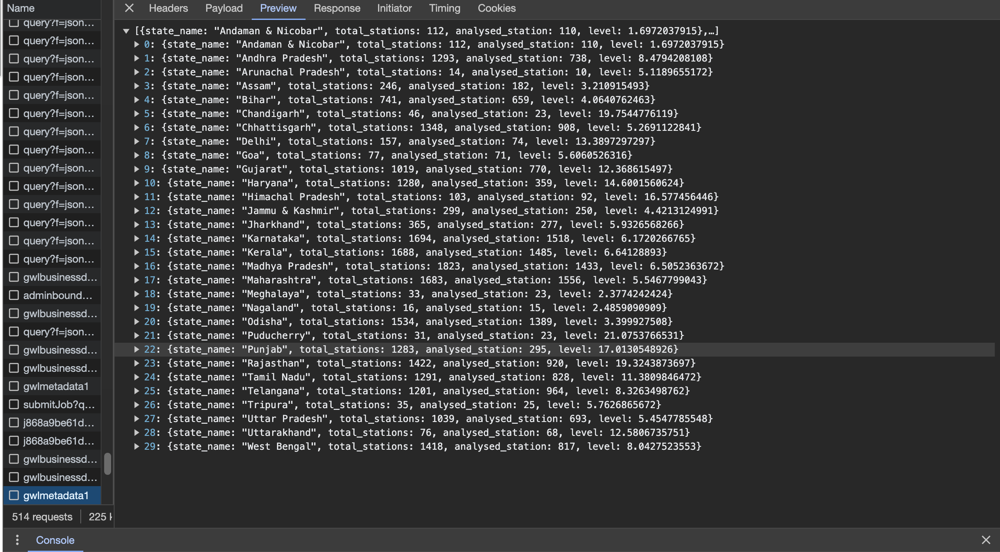 Name
query?f=json...
query?f=json...
query?f=json...
query?f=json...
query?f=json...
query?f=json...
query?f=json...
query?f=json...
query?f=json...
query?f=json...
query?f=json...
query?f=json...
query?f=json...
query?f=json...
gwlbusinessd...
adminbound...
gwlbusinessd...
query?f=json...
gwlbusinessd...
gwlbusinessd...
gwlmetadata1
submitJob?q...
j868a9be61d...
j868a9be61d...
gwlbusinessd...
gwlbusinessd...
gwlmetadata1
514 requests
225 k
Headers Payload Preview Response Initiator Timing Cookies
[{state_name: "Andaman & Nicobar", total_stations: 112, analysed_station: 110, level: 1.6972037915},…]
0: {state_name: "Andaman & Nicobar", total_stations: 112, analysed_station: 110, level: 1.6972037915}
1: {state_name: "Andhra Pradesh", total_stations: 1293, analysed_station: 738, level: 8.4794208108}
2: {state_name: "Arunachal Pradesh", total_stations: 14, analysed_station: 10, level: 5.1189655172}
3: {state_name: "Assam", total_stations: 246, analysed_station: 182, level: 3.210915493}
4: {state_name: "Bihar", total_stations: 741, analysed_station: 659, level: 4.0640762463}
5: {state_name: "Chandigarh", total_stations: 46, analysed_station: 23, level: 19.7544776119}
6: {state_name: "Chhattisgarh", total_stations: 1348, analysed_station: 908, level: 5.2691122841}
7: {state_name: "Delhi", total_stations: 157, analysed_station: 74, level: 13.3897297297}
8: {state_name: "Goa", total_stations: 77, analysed_station: 71, level: 5.6060526316}
9: {state_name: "Gujarat", total_stations: 1019, analysed_station: 770, level: 12.368615497}
10: {state_name: "Haryana", total_stations: 1280, analysed_station: 359, level: 14.6001560624}
11: {state_name: "Himachal Pradesh", total_stations: 103, analysed_station: 92, level: 16.577456446}
12: {state_name: "Jammu & Kashmir", total_stations: 299, analysed_station: 250, level: 4.4213124991}
13: {state_name: "Jharkhand", total_stations: 365, analysed_station: 277, level: 5.9326568266}
14: {state_name: "Karnataka", total_stations: 1694, analysed_station: 1518, level: 6.1720266765}
15: {state_name: "Kerala", total_stations: 1688, analysed_station: 1485, level: 6.64128893}
16: {state_name: "Madhya Pradesh", total_stations: 1823, analysed_station: 1433, level: 6.5052363672}
17: {state_name: "Maharashtra", total_stations: 1683, analysed_station: 1556, level: 5.5467799043}
18: {state_name: "Meghalaya", total_stations: 33, analysed_station: 23, level: 2.3774242424}
19: {state_name: "Nagaland", total_stations: 16, analysed_station: 15, level: 2.4859090909}
20: {state_name: "Odisha", total_stations: 1534, analysed_station: 1389, level: 3.399927508}
21: {state_name: "Puducherry", total_stations: 31, analysed_station: 23, level: 21.0753766531}
22: {state_name: "Punjab", total_stations: 1283, analysed_station: 295, level: 17.0130548926}
23: {state_name: "Rajasthan", total_stations: 1422, analysed_station: 920, level: 19.3243873697}
24: {state_name: "Tamil Nadu", total_stations: 1291, analysed_station: 828, level: 11.3809846472}
25: {state_name: "Telangana", total_stations: 1201, analysed_station: 964, level: 8.3263498762}
26: {state_name: "Tripura", total_stations: 35, analysed_station: 25, level: 5.7626865672}
27: {state_name: "Uttar Pradesh", total_stations: 1039, analysed_station: 693, level: 5.4547785548}
28: {state_name: "Uttarakhand", total_stations: 76, analysed_station: 68, level: 12.5806735751}
29: {state_name: "West Bengal", total_stations: 1418, analysed_station: 817, level: 8.0427523553}
Console